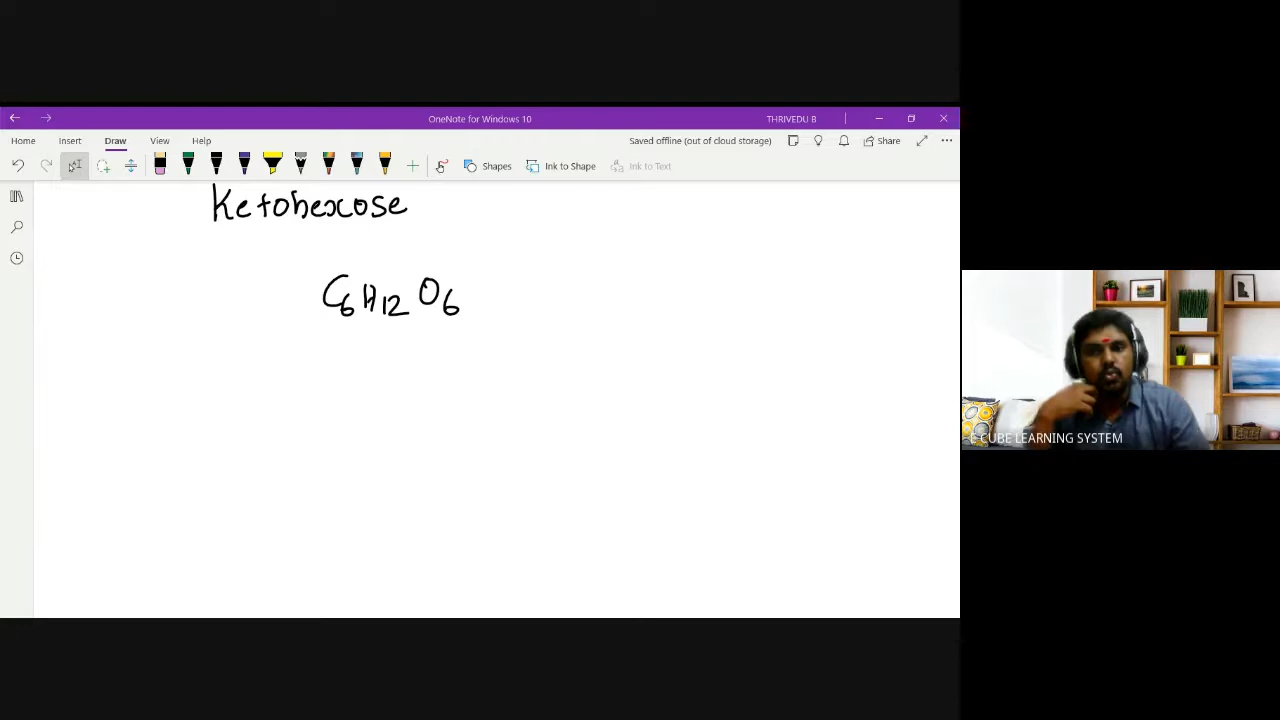 OneNote for Windows 10
THRIVEDU B
Home Insert Draw View Help
Saved offline (out of cloud storage) Share
Shapes Ink to Shape Ink to Text
Ketohexose
C6H12O6
CUBE LEARNING SYSTEM